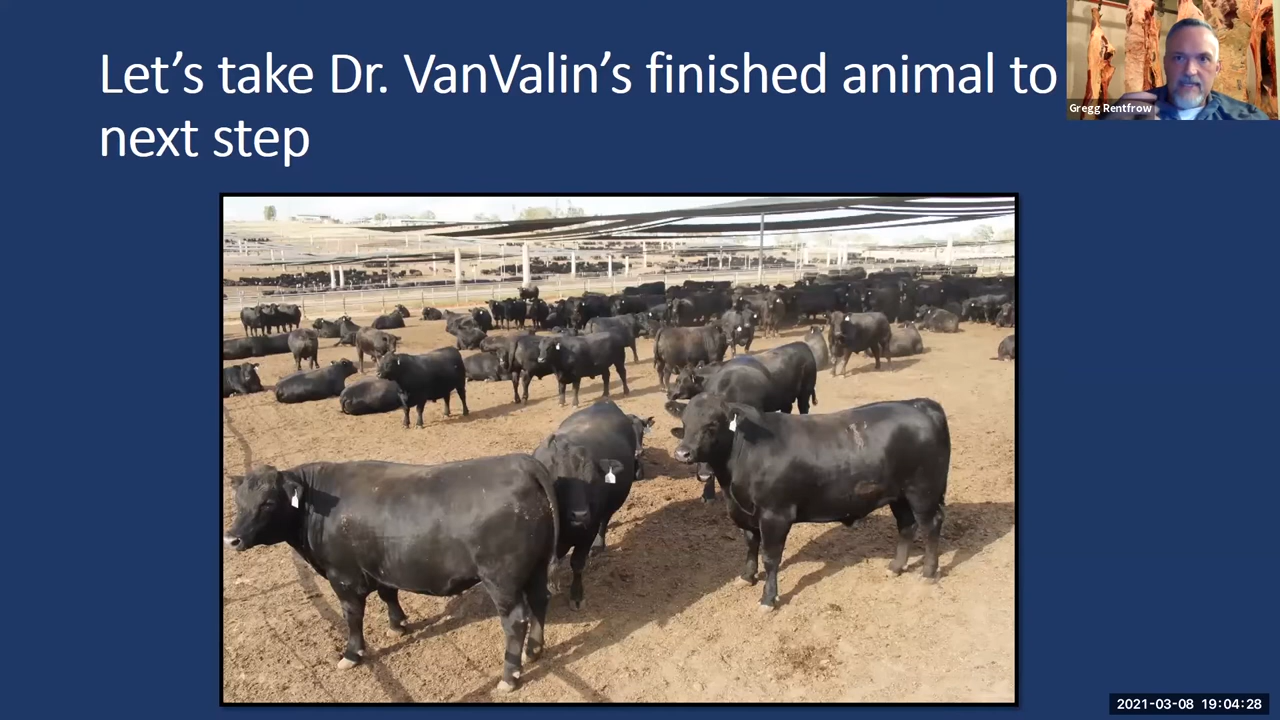 Let’s take Dr. VanValin’s finished animal to
next step
Gregg Rentfrow
2021-03-08 19:04:28